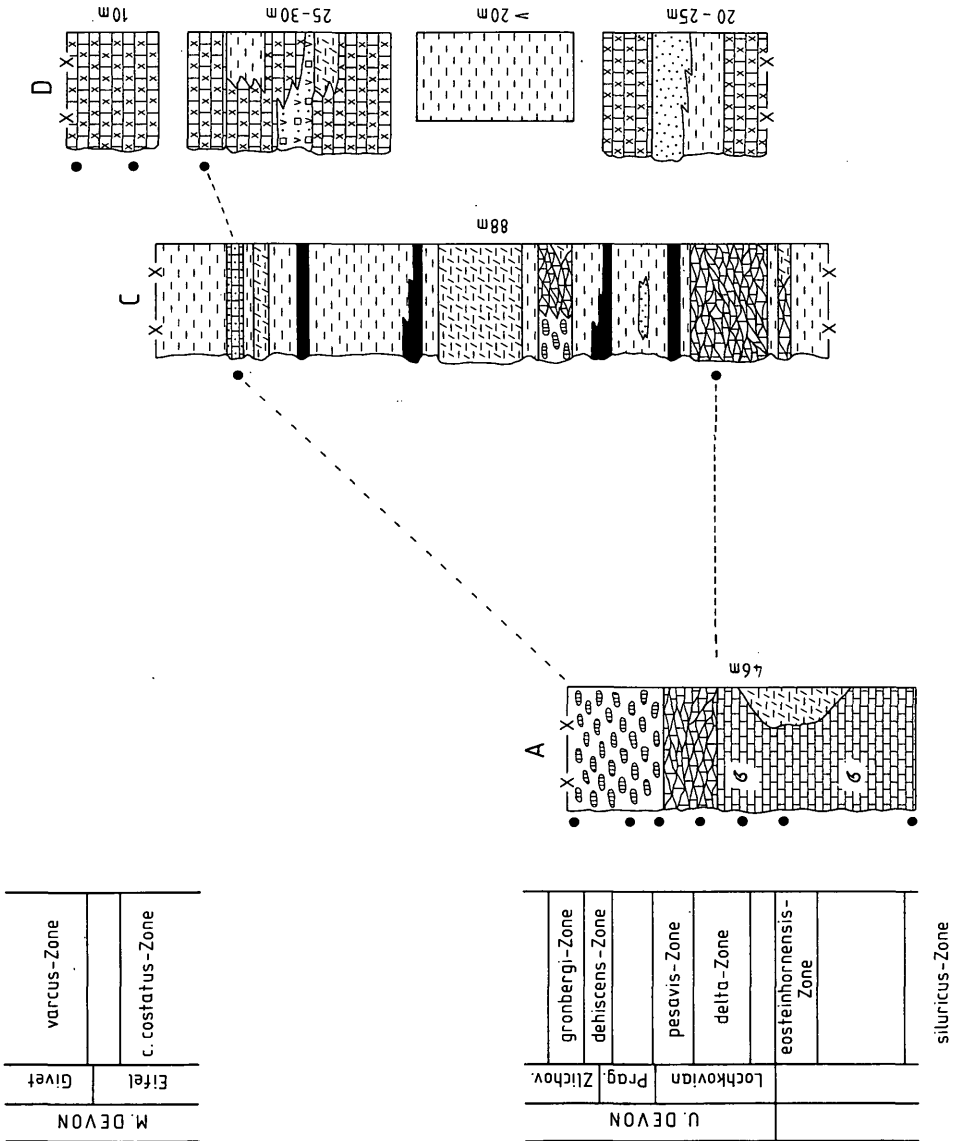 10m
25-30m
> 20m
20-25m
D
88m
C
46m
A
varcus-Zone
c. costatus-Zone
gronbergi-Zone
dehiscens-Zone
pesavis-Zone
delta-Zone
eosteinhornensis-
Zone
siluricus-Zone
Givet
Eifel
Zlichov.
Prag.
Lochkovian
M. DEVON
U. DEVON